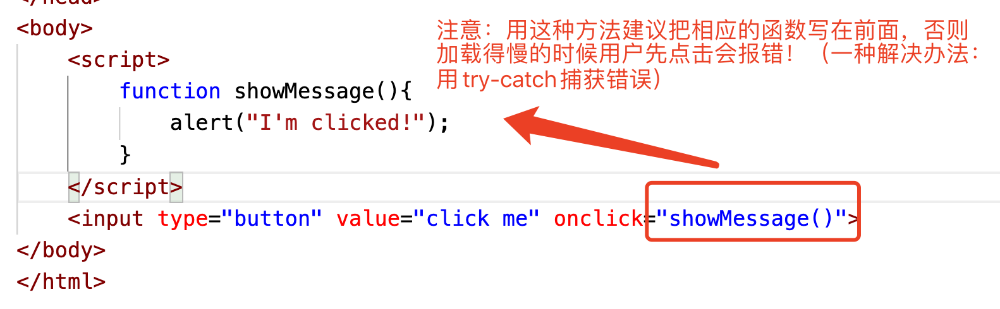 </head>
<body>
注意：用这种方法建议把相应的函数写在前面，否则
加载得慢的时候用户先点击会报错！（一种解决办法：
用try-catch捕获错误）
<script>
function showMessage(){
alert("I'm clicked!");
}
</script>
<input type="button" value="click me" onclick="showMessage()">
</body>
</html>